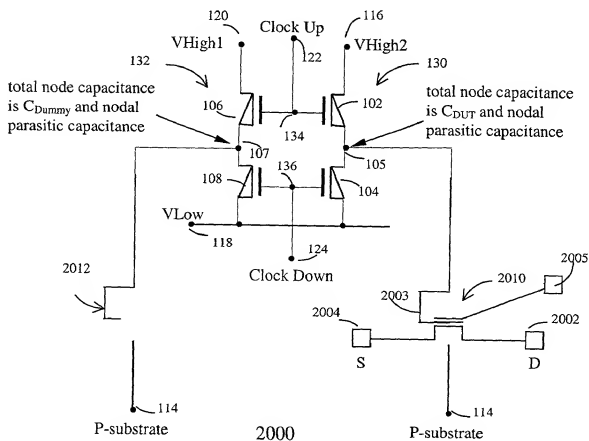 120
Clock Up
116
VHigh1
122
VHigh2
132
130
total node capacitance
is CDummy and nodal
parasitic capacitance
total node capacitance
is CDUT and nodal
parasitic capacitance
106
102
134
107
105
136
108
104
VLow
118
124
Clock Down
2012
2010
2005
2003
2004
2002
S
D
114
P-substrate
2000
114
P-substrate